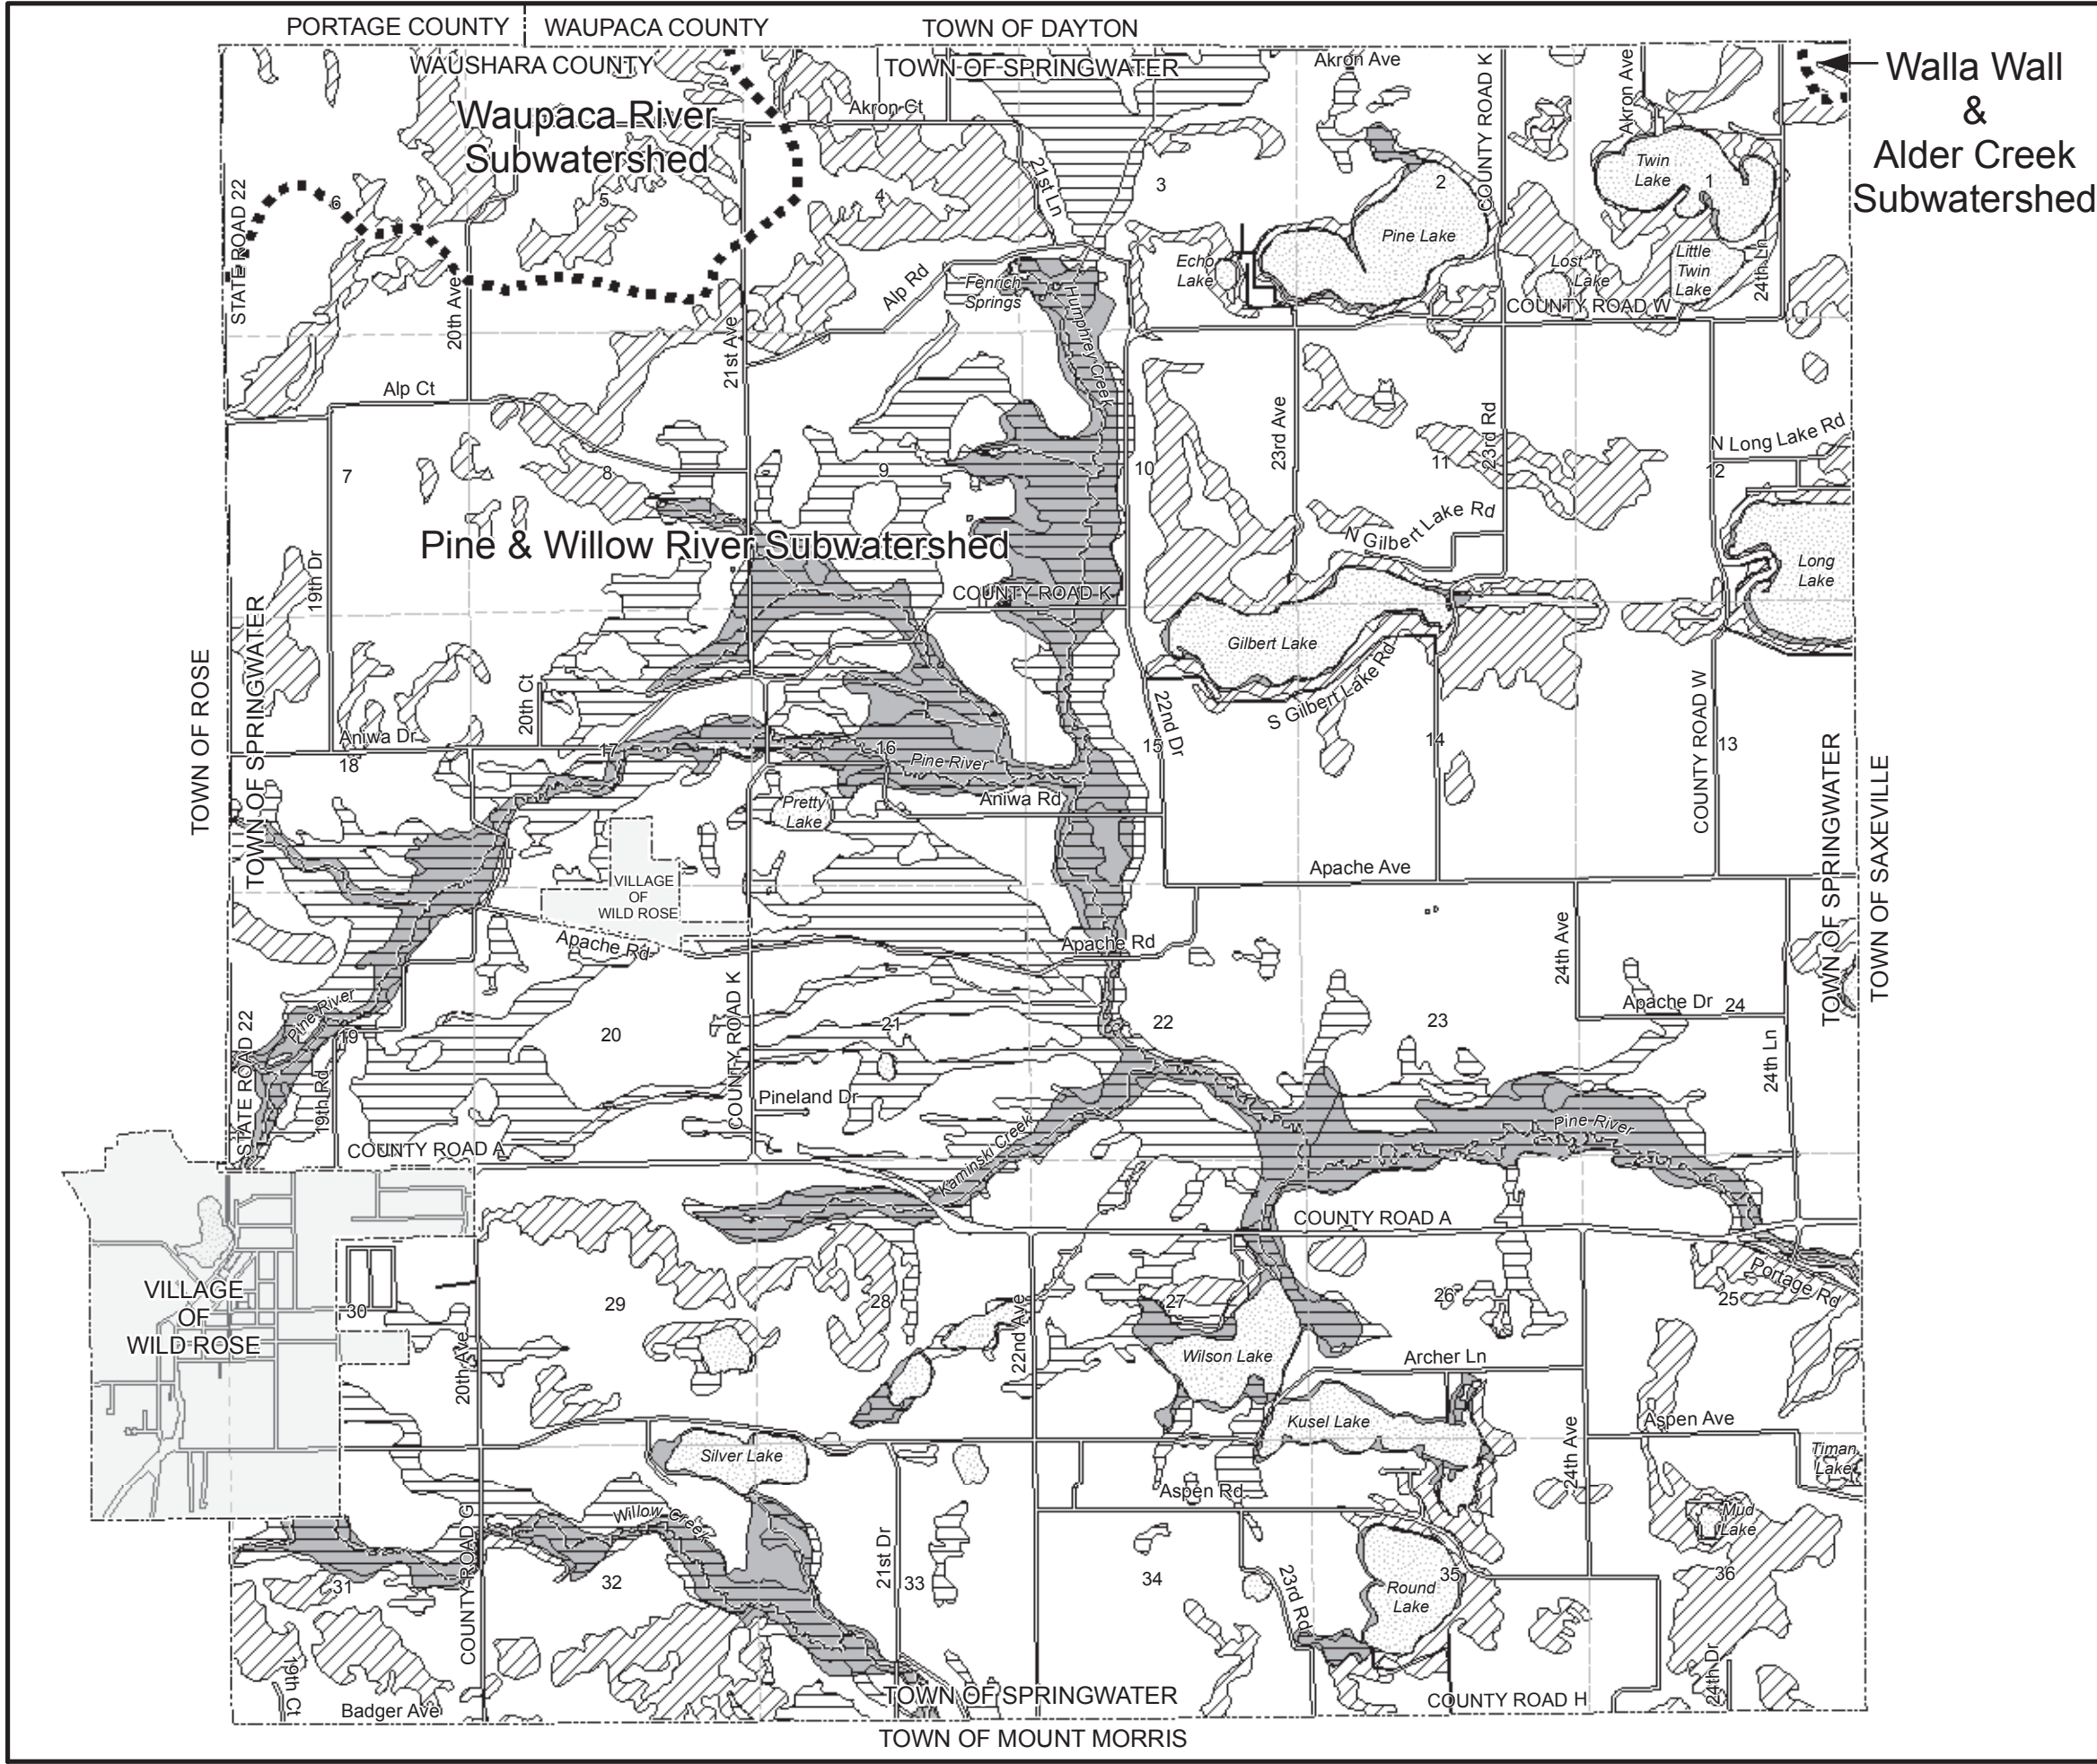 PORTAGE COUNTY
WAUPACA COUNTY
TOWN OF DAYTON
WAUSHARA COUNTY
TOWN OF SPRINGWATER
Akron Ave
Walla Wall
&
Alder Creek
Subwatershed
Waupaca River
Subwatershed
Akron Ct
COUNTY ROAD K
Akron Ave
Twin
Lake
1
2
3
4
5
6
21st Ln
STATE ROAD 22
Pine Lake
Echo
Lake
Lost
Lake
Little
Twin
Lake
24th Ln
Alp Rd
Fenrich
Springs
Humphrey Creek
COUNTY ROAD W
20th Ave
21st Ave
Alp Ct
23rd Ave
23rd Rd
N Long Lake Rd
7
8
9
10
11
12
Pine & Willow River Subwatershed
N Gilbert Lake Rd
Long
Lake
19th Dr
COUNTY ROAD K
Gilbert Lake
S Gilbert Lake Rd
TOWN OF ROSE
TOWN OF SPRINGWATER
20th Ct
22nd Dr
COUNTY ROAD W
Aniwa Dr
18
17
16
15
14
13
Pine River
Pretty
Lake
Aniwa Rd
TOWN OF SPRINGWATER
TOWN OF SAXEVILLE
Apache Ave
VILLAGE
OF
WILD ROSE
Apache Rd
Apache Rd
24th Ave
Pine River
19
20
21
22
23
Apache Dr
24
STATE ROAD 22
19th Rd
COUNTY ROAD K
Pineland Dr
24th Ln
COUNTY ROAD A
Kaminski Creek
Pine River
COUNTY ROAD A
Portage Rd
VILLAGE
OF
WILD ROSE
30
29
28
27
26
25
20th Ave
22nd Ave
Wilson Lake
Archer Ln
Kusel Lake
24th Ave
Aspen Ave
Silver Lake
Timan
Lake
Aspen Rd
Mud
Lake
Willow Creek
COUNTY ROAD G
21st Dr
31
32
33
34
35
36
23rd Rd
Round
Lake
19th Ct
Badger Ave
TOWN OF SPRINGWATER
COUNTY ROAD H
24th Dr
TOWN OF MOUNT MORRIS